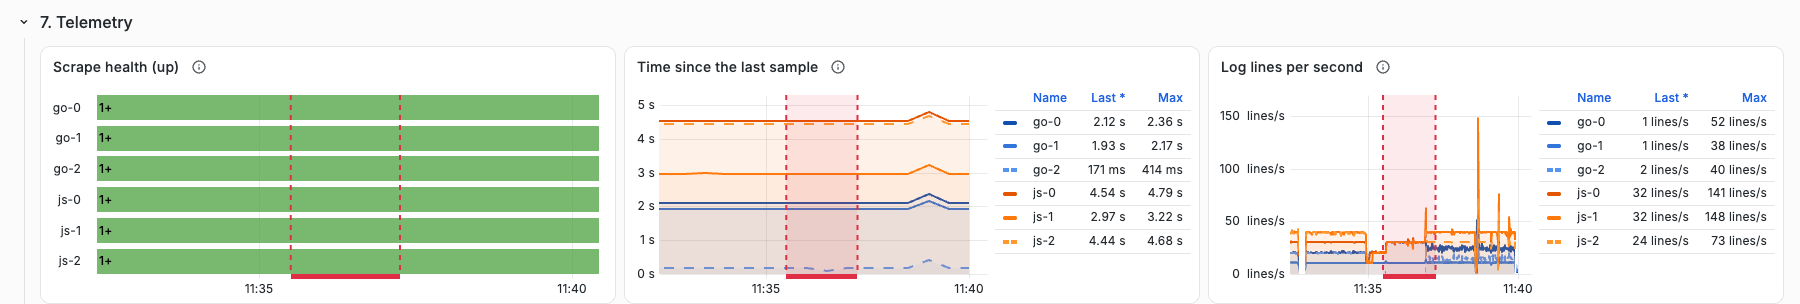 7. Telemetry
Scrape health (up)
go-0
1+
go-1
1+
go-2
1+
js-0
1+
js-1
1+
js-2
1+
11:35
11:40
Time since the last sample
5 s
4 s
3 s
2 s
1 s
0 s
11:35
11:40
Name Last * Max
go-0 2.12 s 2.36 s
go-1 1.93 s 2.17 s
go-2 171 ms 414 ms
js-0 4.54 s 4.79 s
js-1 2.97 s 3.22 s
js-2 4.44 s 4.68 s
Log lines per second
150 lines/s
100 lines/s
50 lines/s
0 lines/s
11:35
11:40
Name Last * Max
go-0 1 lines/s 52 lines/s
go-1 1 lines/s 38 lines/s
go-2 2 lines/s 40 lines/s
js-0 32 lines/s 141 lines/s
js-1 32 lines/s 148 lines/s
js-2 24 lines/s 73 lines/s